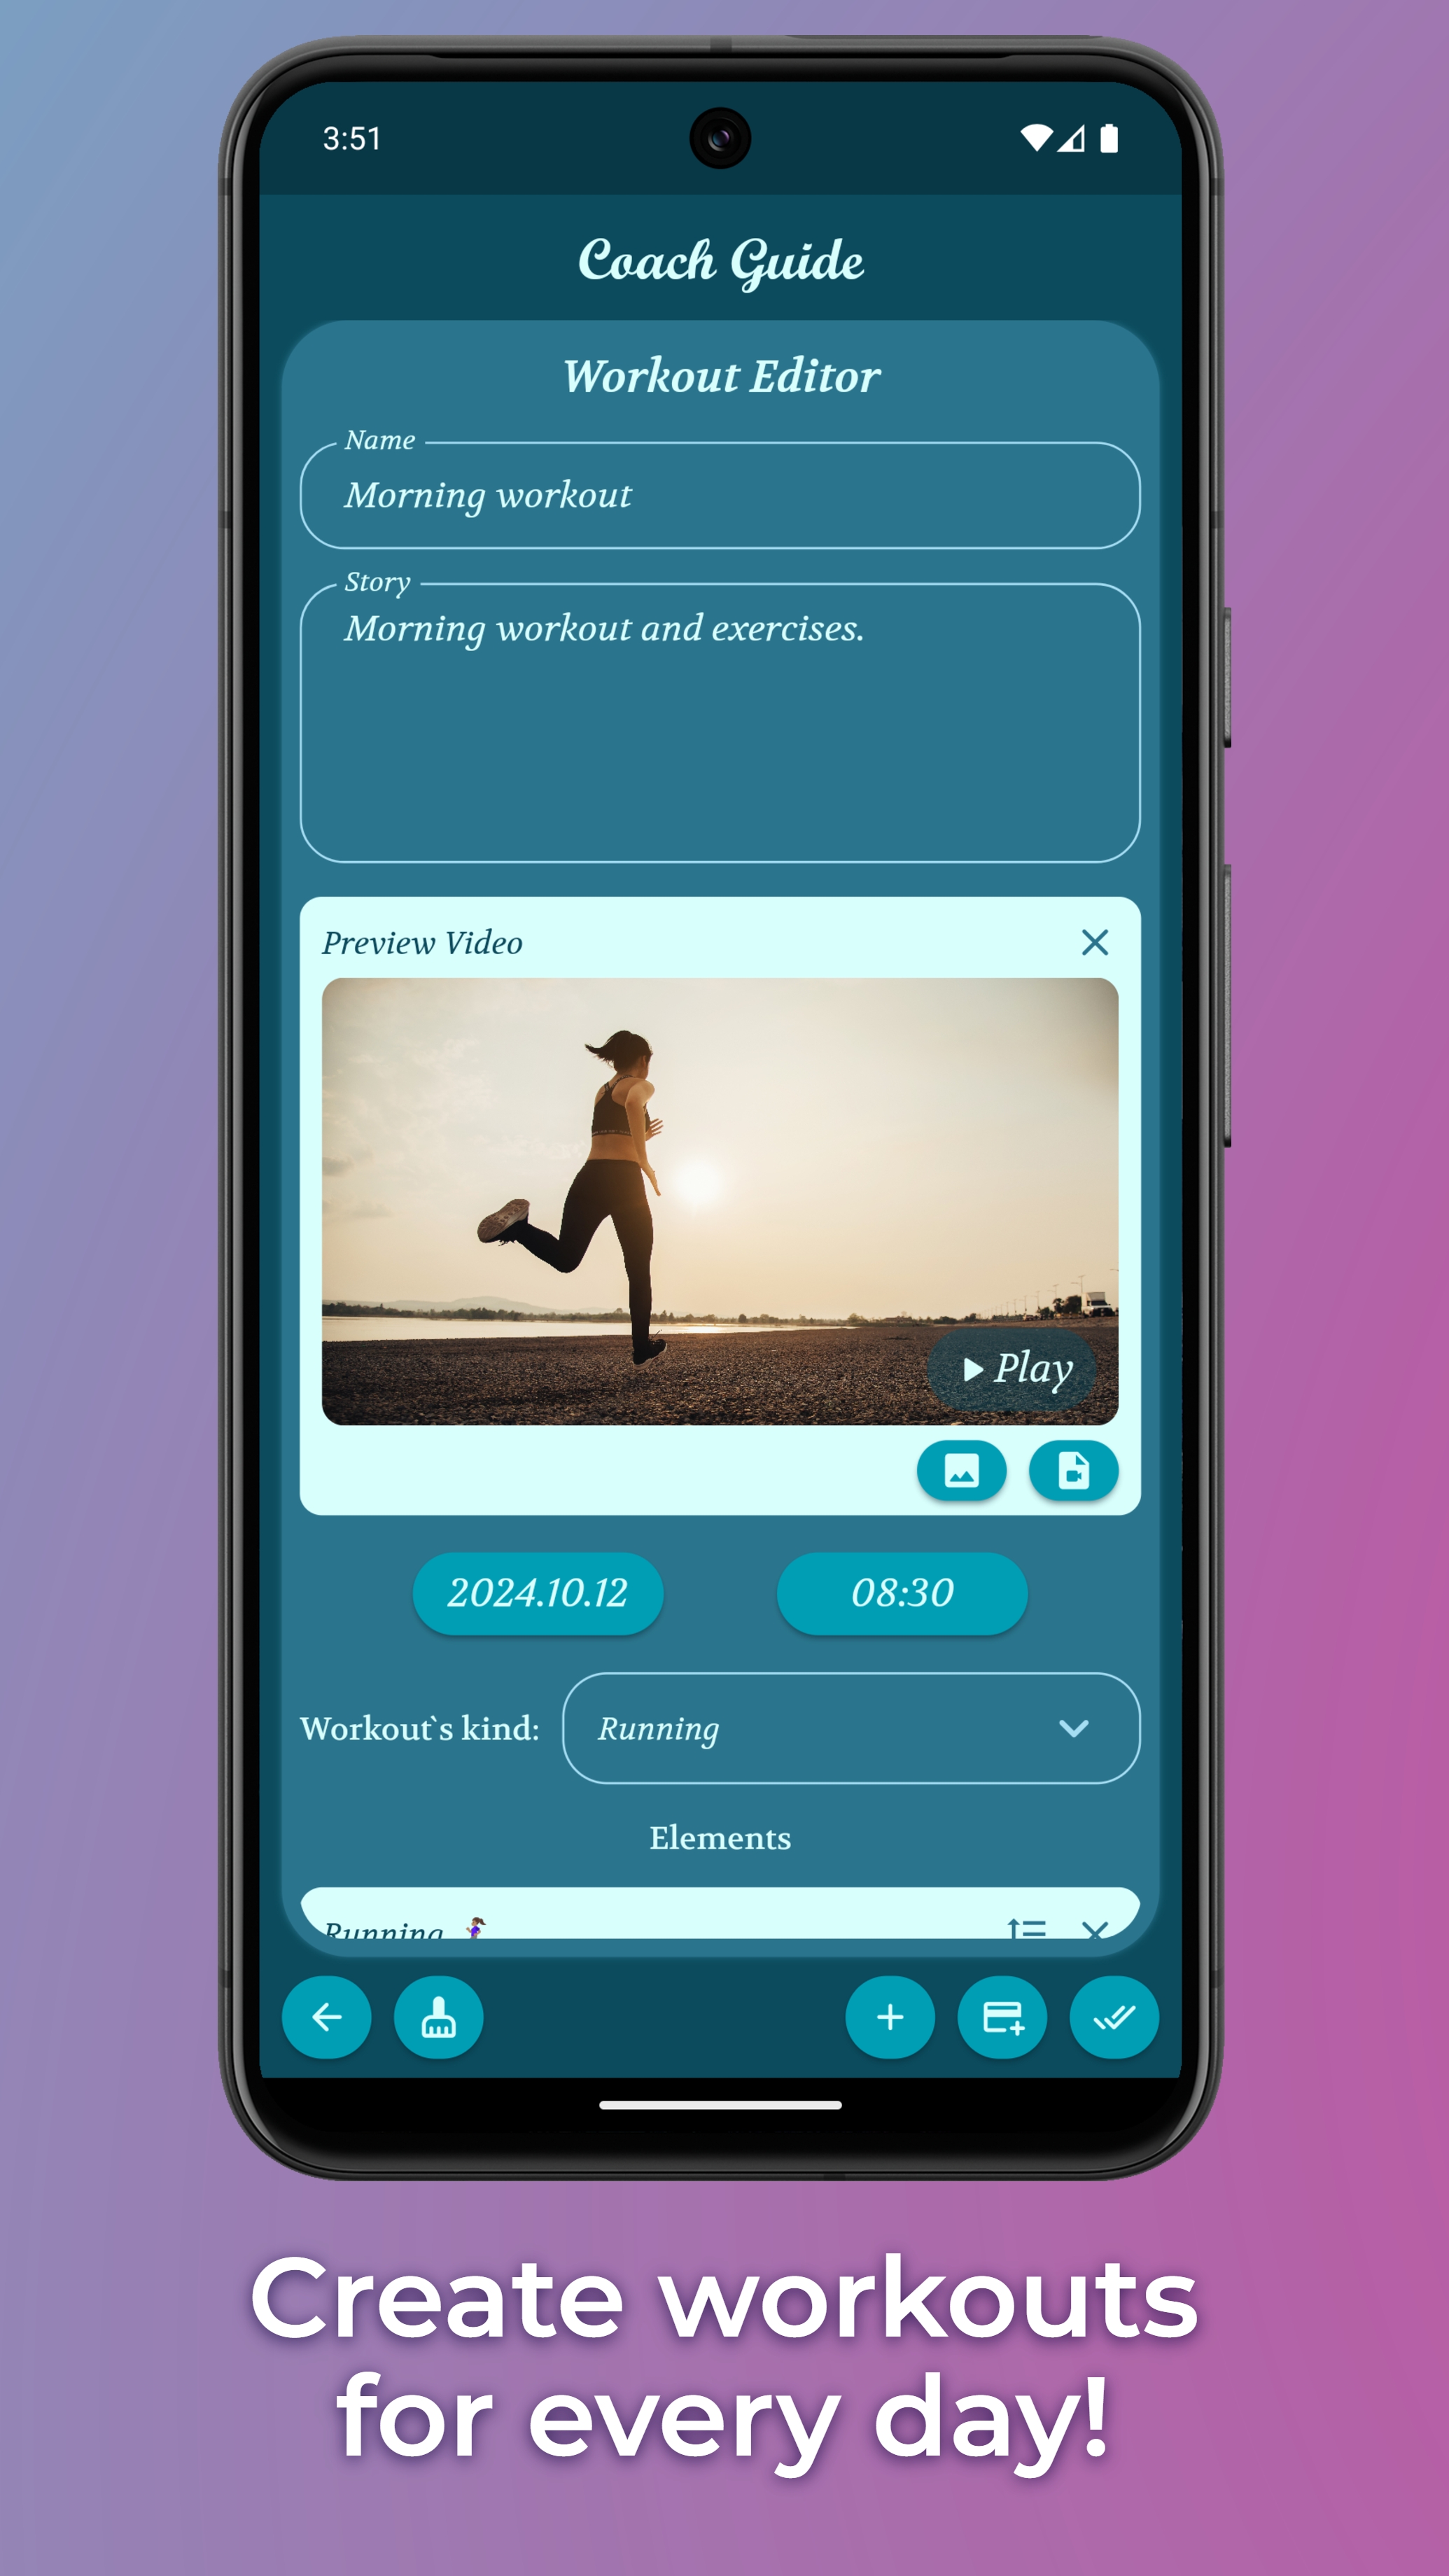 3:51
Coach Guide
Workout Editor
Name
Morning workout
Story
Morning workout and exercises.
Preview Video
Play
2024.10.12
08:30
Workout`s kind:
Running
Elements
Running
Create workouts
for every day!